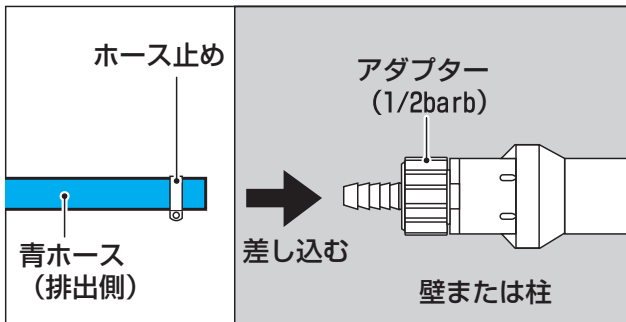 ホース止め
アダプター
(1/2barb)
青ホース
(排出側)
差し込む
壁または柱